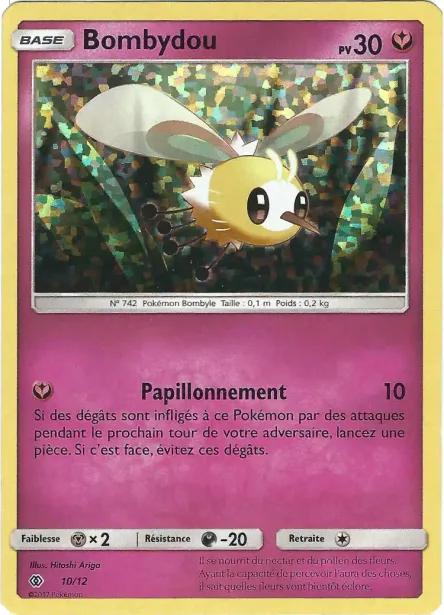 BASE Bombydou PV30
N° 742 Pokémon Bombyle Taille : 0,1 m Poids : 0,2 kg
Papillonnement 10
Si des dégâts sont infligés à ce Pokémon par des attaques
pendant le prochain tour de votre adversaire, lancez une
pièce. Si c'est face, évitez ces dégâts.
Faiblesse ×2 Résistance -20 Retraite
Illus. Hitoshi Ariga
10/12
©2017 Pokémon
Il se nourrit du nectar et du pollen des fleurs.
Ayant la capacité de percevoir l'aura des choses,
il sait quelles fleurs vont bientôt éclore.